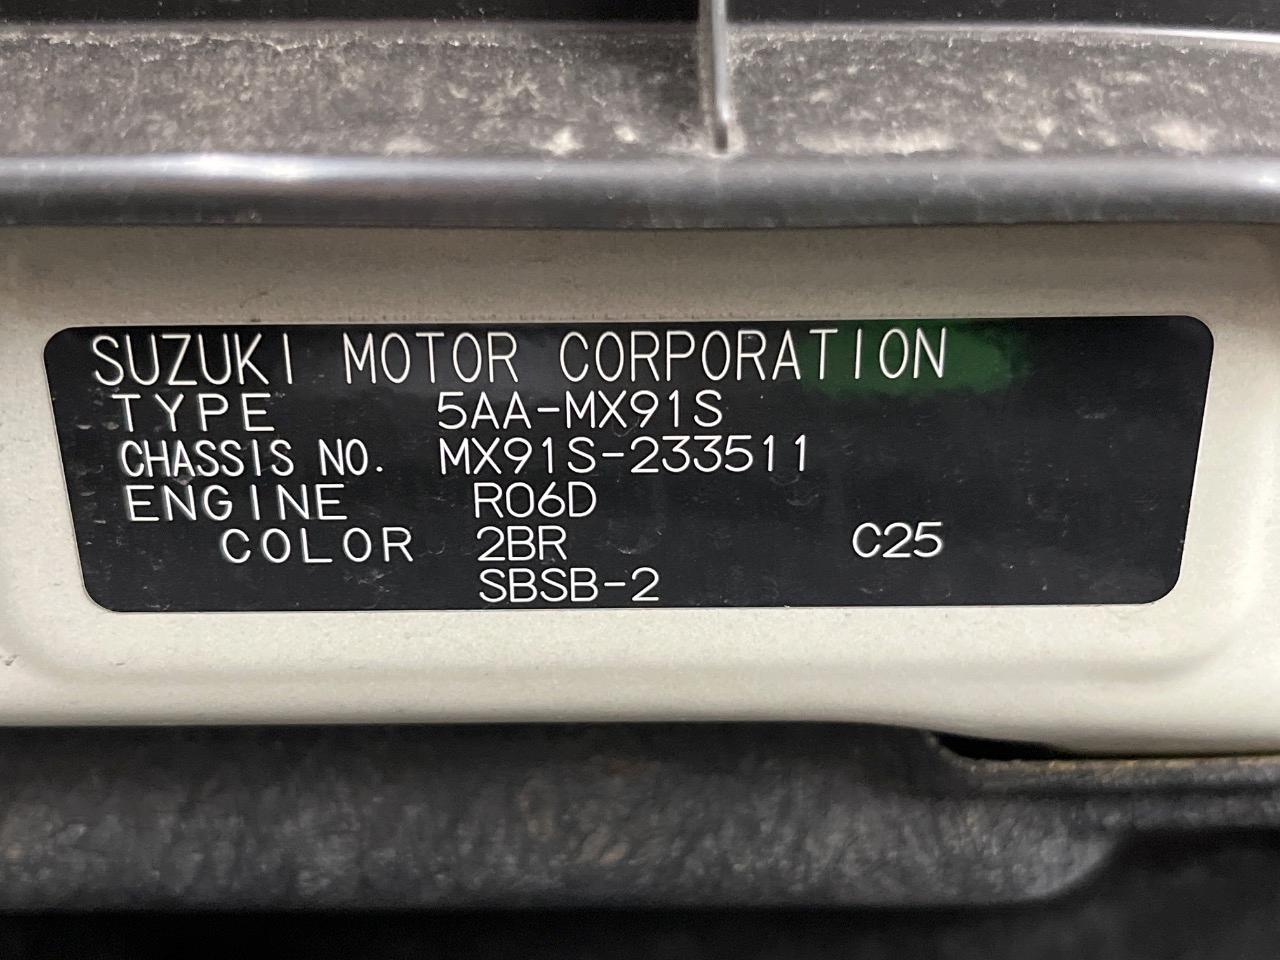 SUZUKI MOTOR CORPORATION
TYPE 5AA-MX91S
CHASSIS NO. MX91S-233511
ENGINE R06D
COLOR 2BR C25
SBSB-2